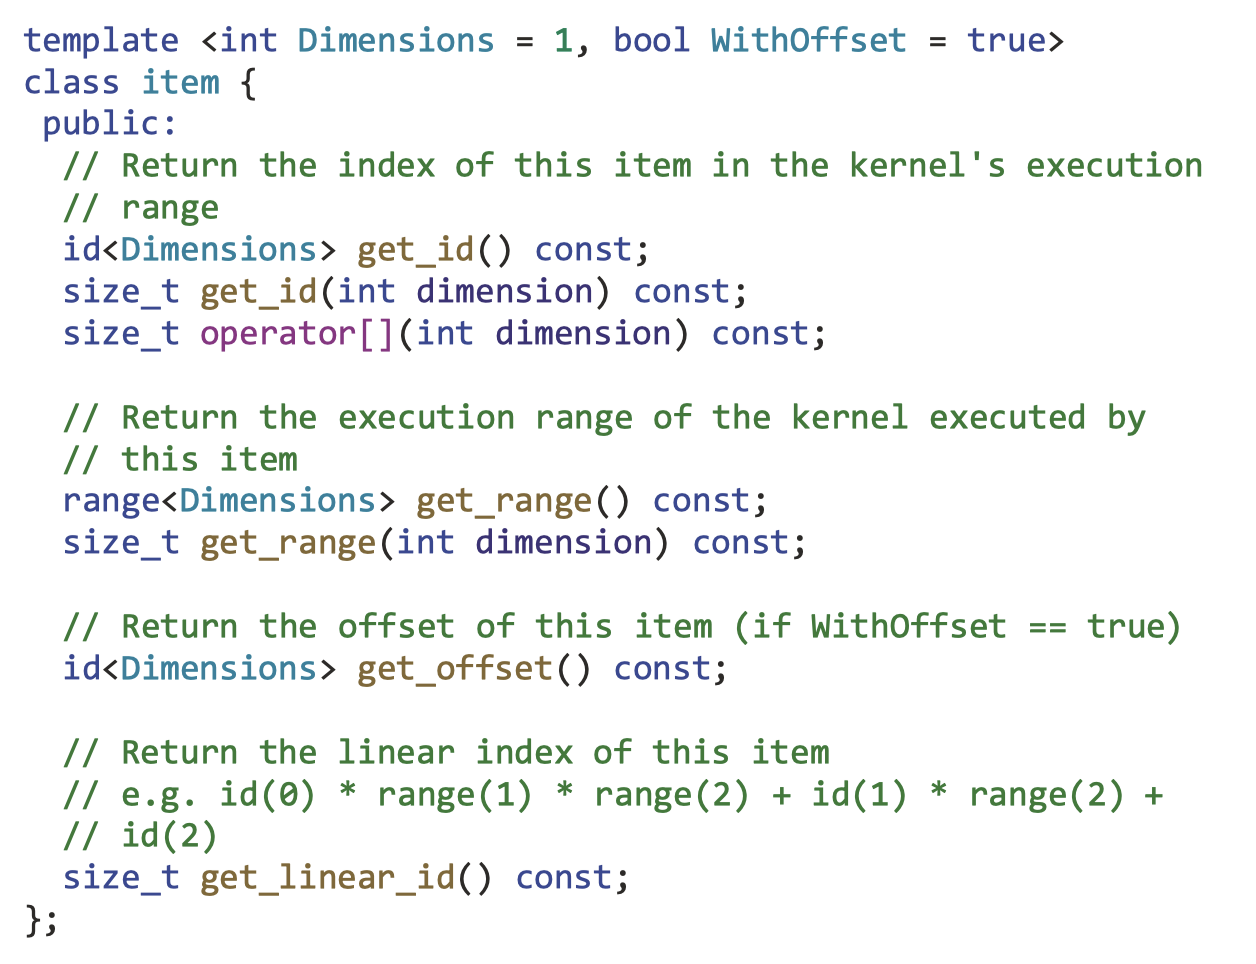 template <int Dimensions = 1, bool WithOffset = true>
class item {
 public:
  // Return the index of this item in the kernel's execution
  // range
  id<Dimensions> get_id() const;
  size_t get_id(int dimension) const;
  size_t operator[](int dimension) const;

  // Return the execution range of the kernel executed by
  // this item
  range<Dimensions> get_range() const;
  size_t get_range(int dimension) const;

  // Return the offset of this item (if WithOffset == true)
  id<Dimensions> get_offset() const;

  // Return the linear index of this item
  // e.g. id(0) * range(1) * range(2) + id(1) * range(2) +
  // id(2)
  size_t get_linear_id() const;
};